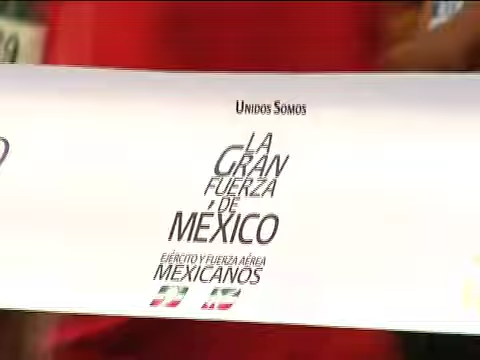 Unidos Somos
LA
GRAN
FUERZA
DE
MÉXICO
EJÉRCITO Y FUERZA AÉREA
MEXICANOS